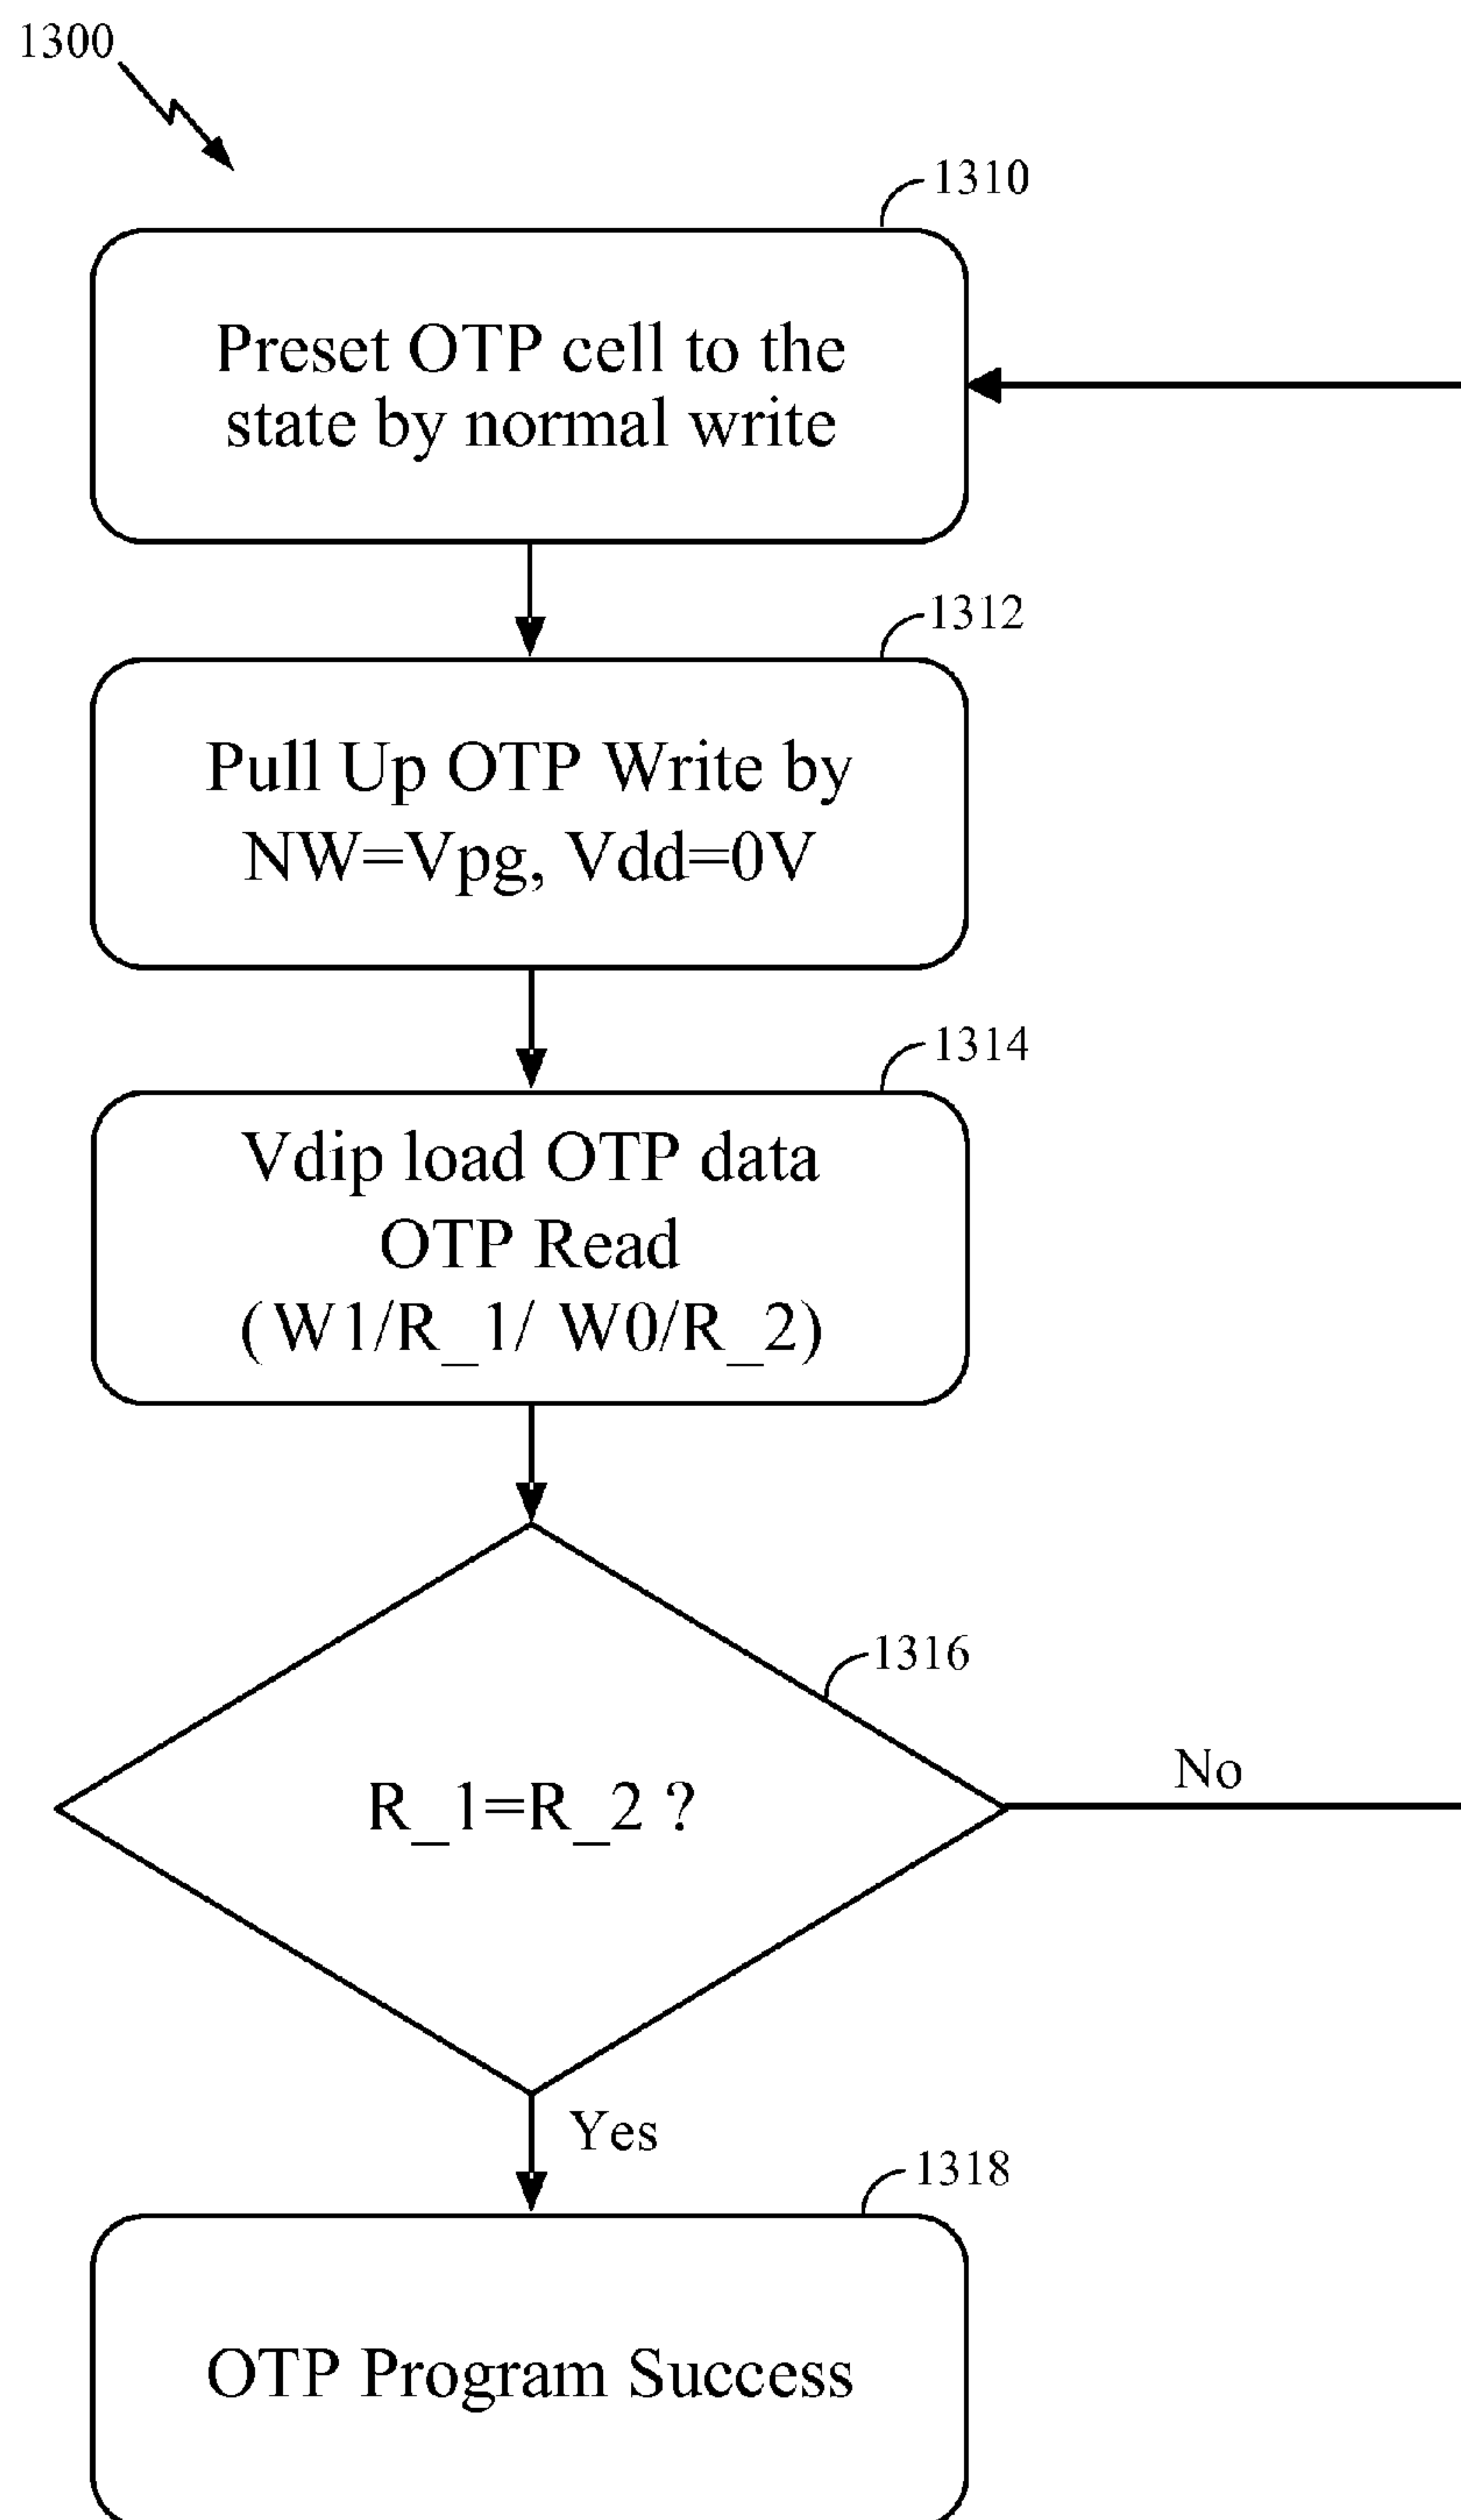 1300
1310
Preset OTP cell to the
state by normal write
1312
Pull Up OTP Write by
NW=Vpg, Vdd=0V
1314
Vdip load OTP data
OTP Read
(W1/R_1/ W0/R_2)
1316
R_1=R_2 ?
No
Yes
1318
OTP Program Success